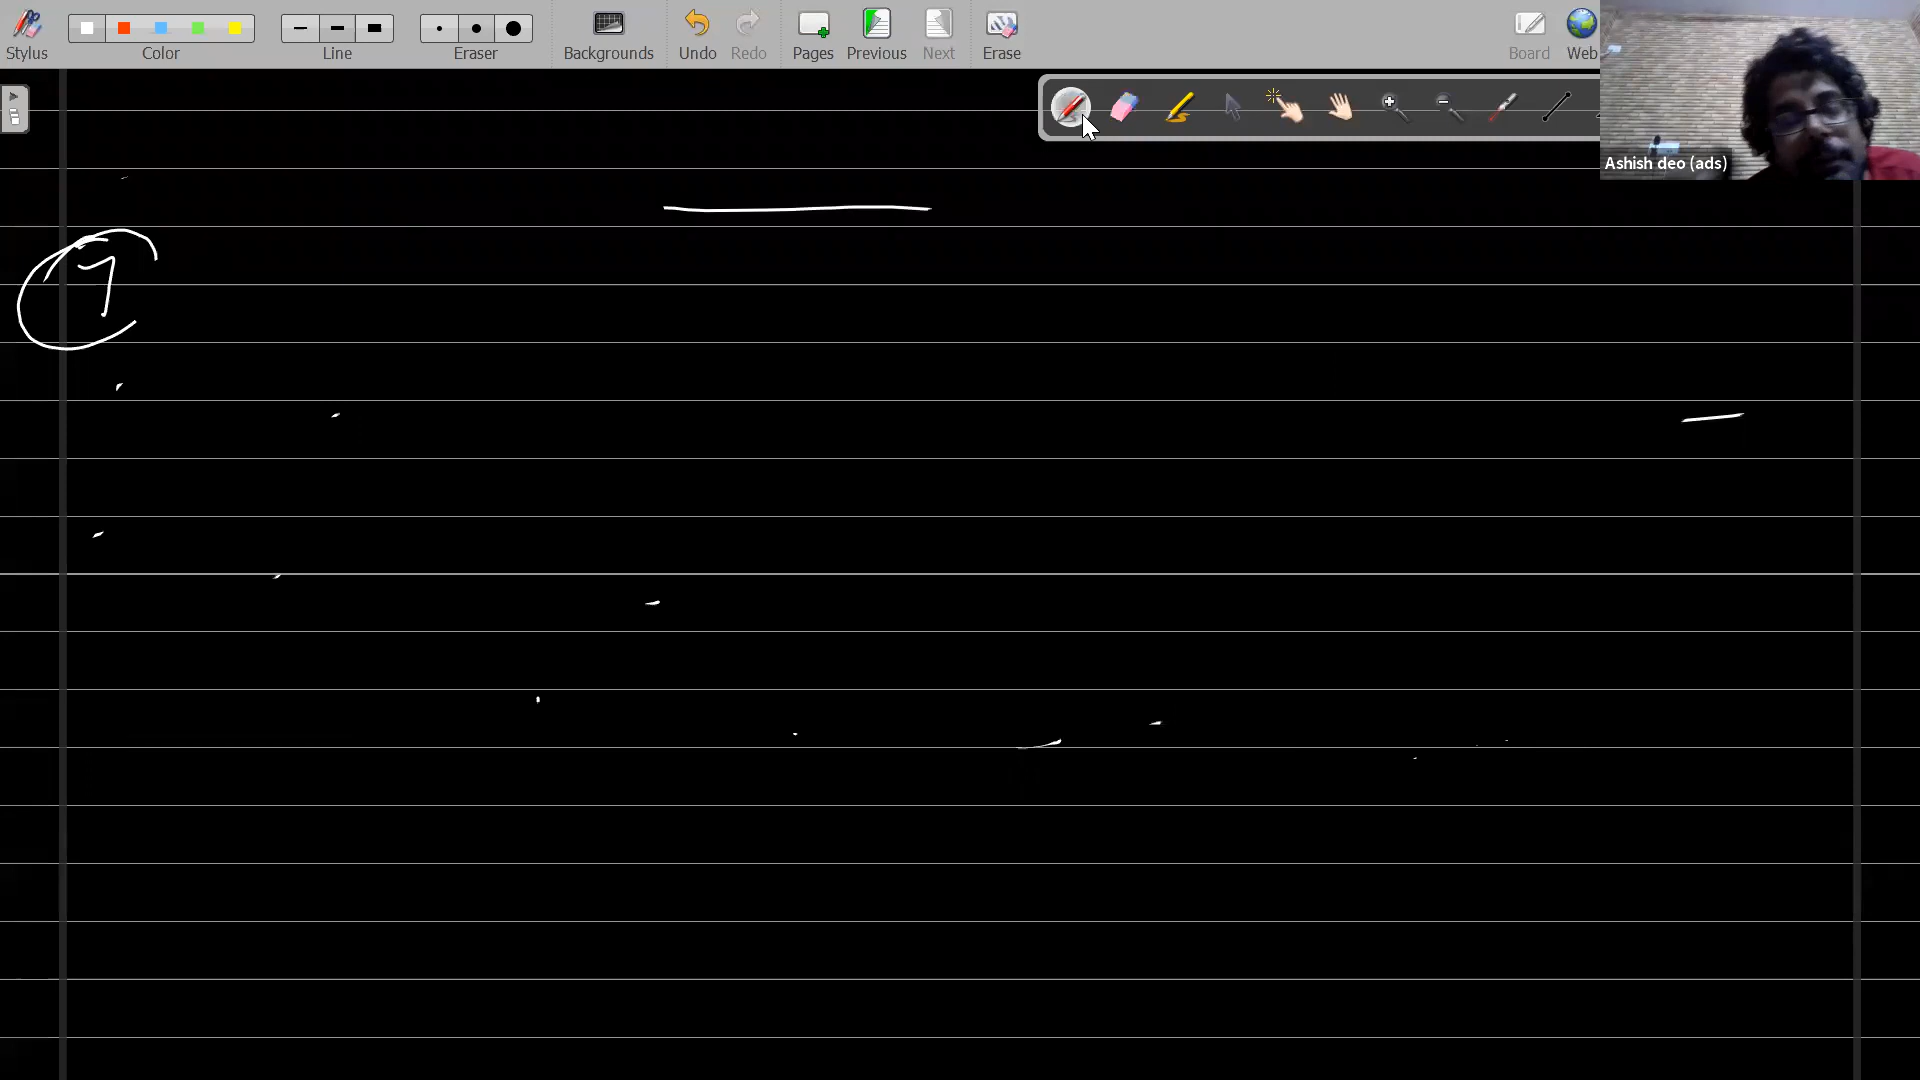 Stylus Color Line Eraser Backgrounds Undo Redo Pages Previous Next Erase Board Web
Ashish deo (ads)
7